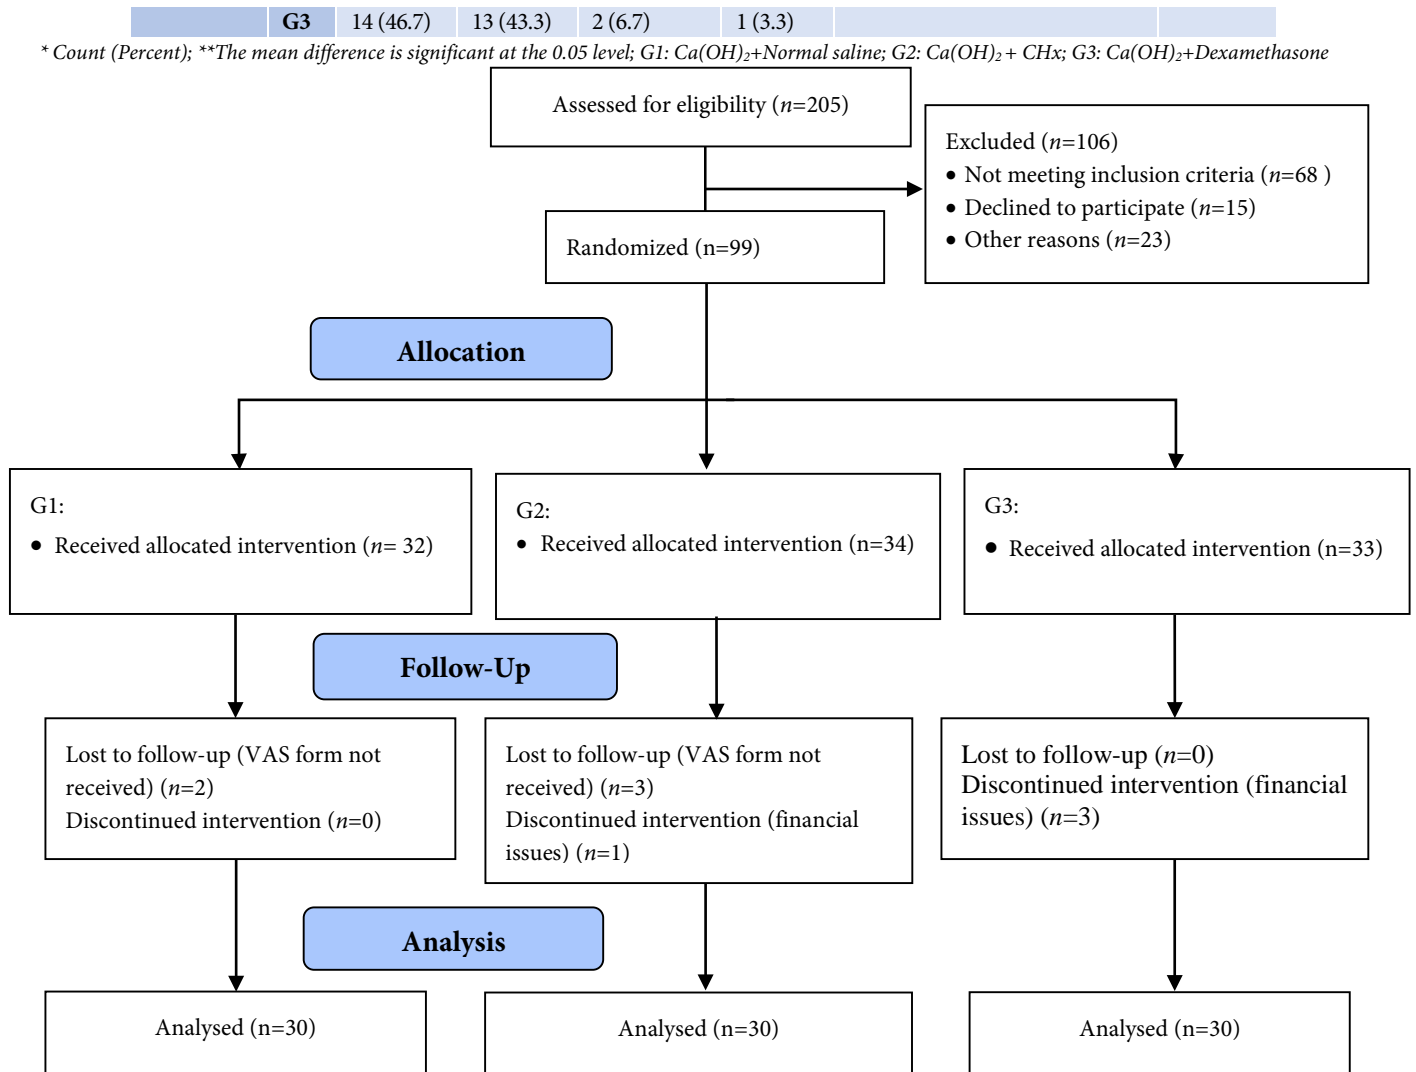 G3 14 (46.7) 13 (43.3) 2 (6.7) 1 (3.3)
* Count (Percent); **The mean difference is significant at the 0.05 level; G1: Ca(OH)₂+Normal saline; G2: Ca(OH)₂ + CHx; G3: Ca(OH)₂+Dexamethasone
Assessed for eligibility (n=205)
Excluded (n=106)
• Not meeting inclusion criteria (n=68 )
• Declined to participate (n=15)
• Other reasons (n=23)
Randomized (n=99)
Allocation
G1:
• Received allocated intervention (n= 32)
G2:
• Received allocated intervention (n=34)
G3:
• Received allocated intervention (n=33)
Follow-Up
Lost to follow-up (VAS form not
received) (n=2)
Discontinued intervention (n=0)
Lost to follow-up (VAS form not
received) (n=3)
Discontinued intervention (financial
issues) (n=1)
Lost to follow-up (n=0)
Discontinued intervention (financial
issues) (n=3)
Analysis
Analysed (n=30)
Analysed (n=30)
Analysed (n=30)